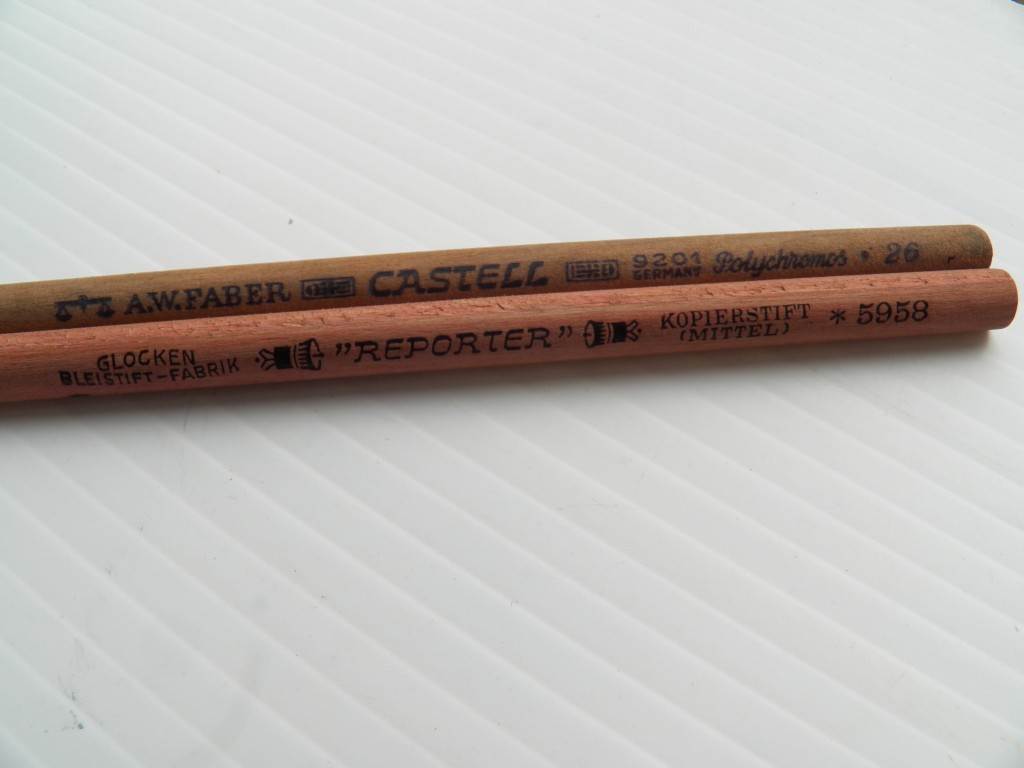 A.W.FABER CASTELL 9201 GERMANY Polychromos * 26
GLOCKEN BLEISTIFT-FABRIK "REPORTER" KOPIERSTIFT (MITTEL) * 5958